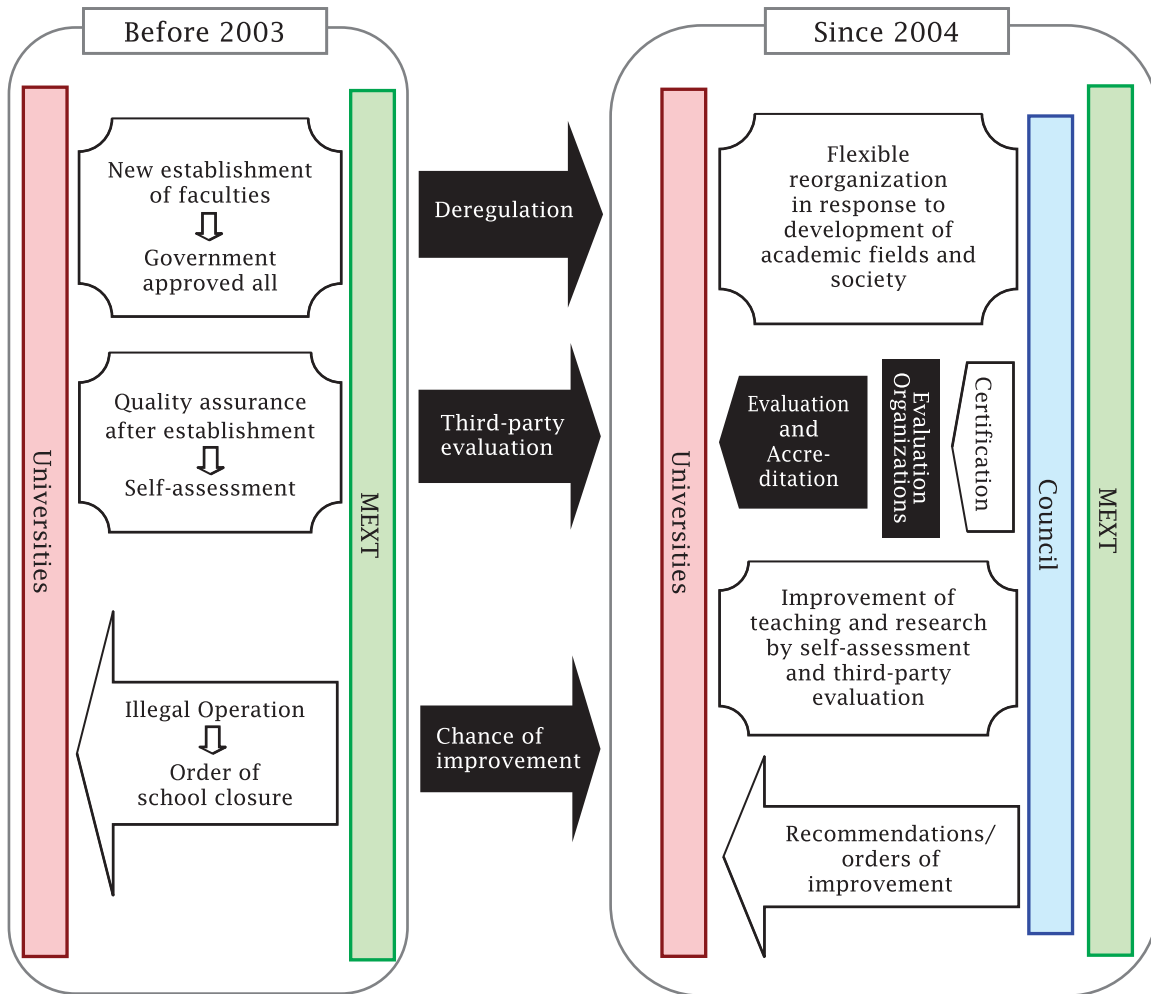 Before 2003
Universities
New establishment
of faculties
Government
approved all
Quality assurance
after establishment
Self-assessment
Illegal Operation
Order of
school closure
MEXT
Deregulation
Third-party
evaluation
Chance of
improvement
Since 2004
Universities
Flexible
reorganization
in response to
development of
academic fields and
society
Evaluation
and
Accre-
ditation
Evaluation
Organizations
Certification
Improvement of
teaching and research
by self-assessment
and third-party
evaluation
Recommendations/
orders of
improvement
Council
MEXT